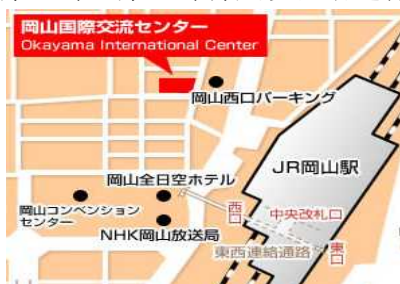 岡山国際交流センター
Okayama International Center
岡山西口パーキング
JR岡山駅
岡山全日空ホテル
西口
中央改札口
岡山コンベンション
センター
NHK岡山放送局
東西連絡通路
東口